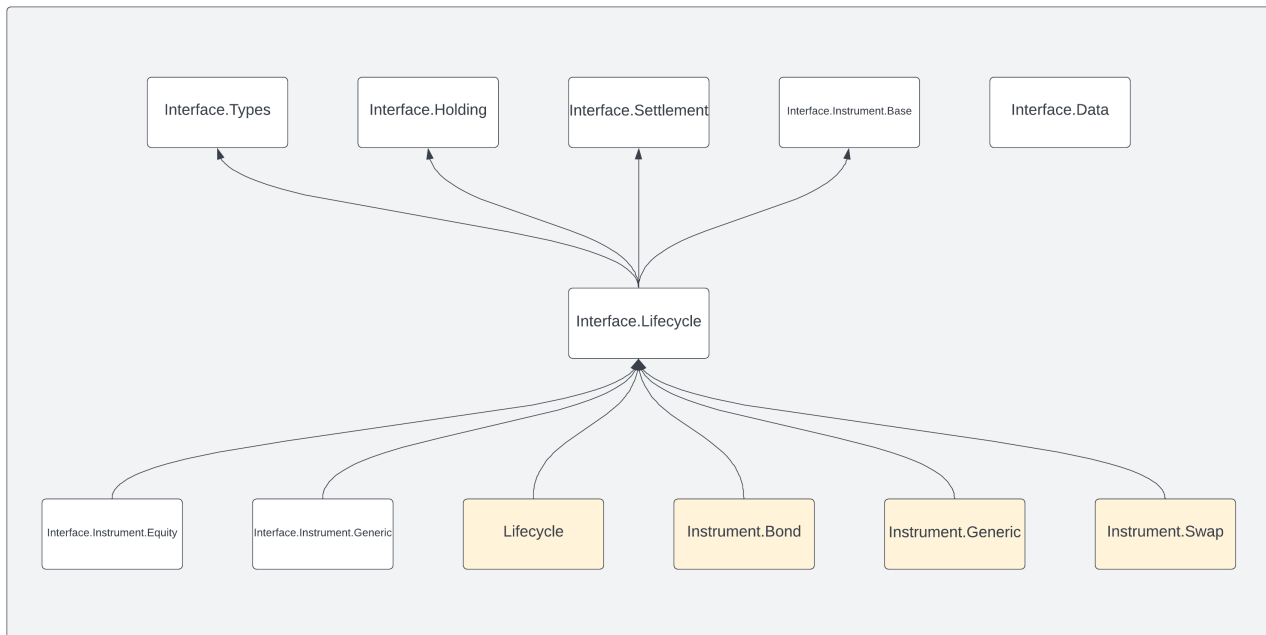 Interface.Types
Interface.Holding
Interface.Settlement
Interface.Instrument.Base
Interface.Data
Interface.Lifecycle
Interface.Instrument.Equity
Interface.Instrument.Generic
Lifecycle
Instrument.Bond
Instrument.Generic
Instrument.Swap